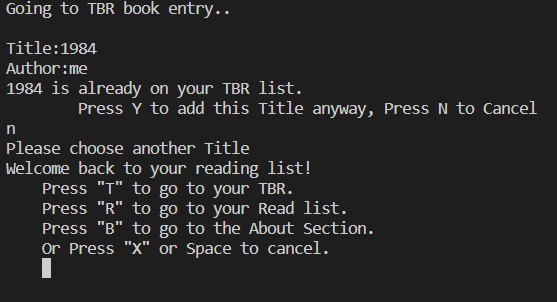 Going to TBR book entry..
Title:1984
Author:me
1984 is already on your TBR list.
Press Y to add this Title anyway, Press N to Cancel
n
Please choose another Title
Welcome back to your reading list!
Press "T" to go to your TBR.
Press "R" to go to your Read list.
Press "B" to go to the About Section.
Or Press "X" or Space to cancel.